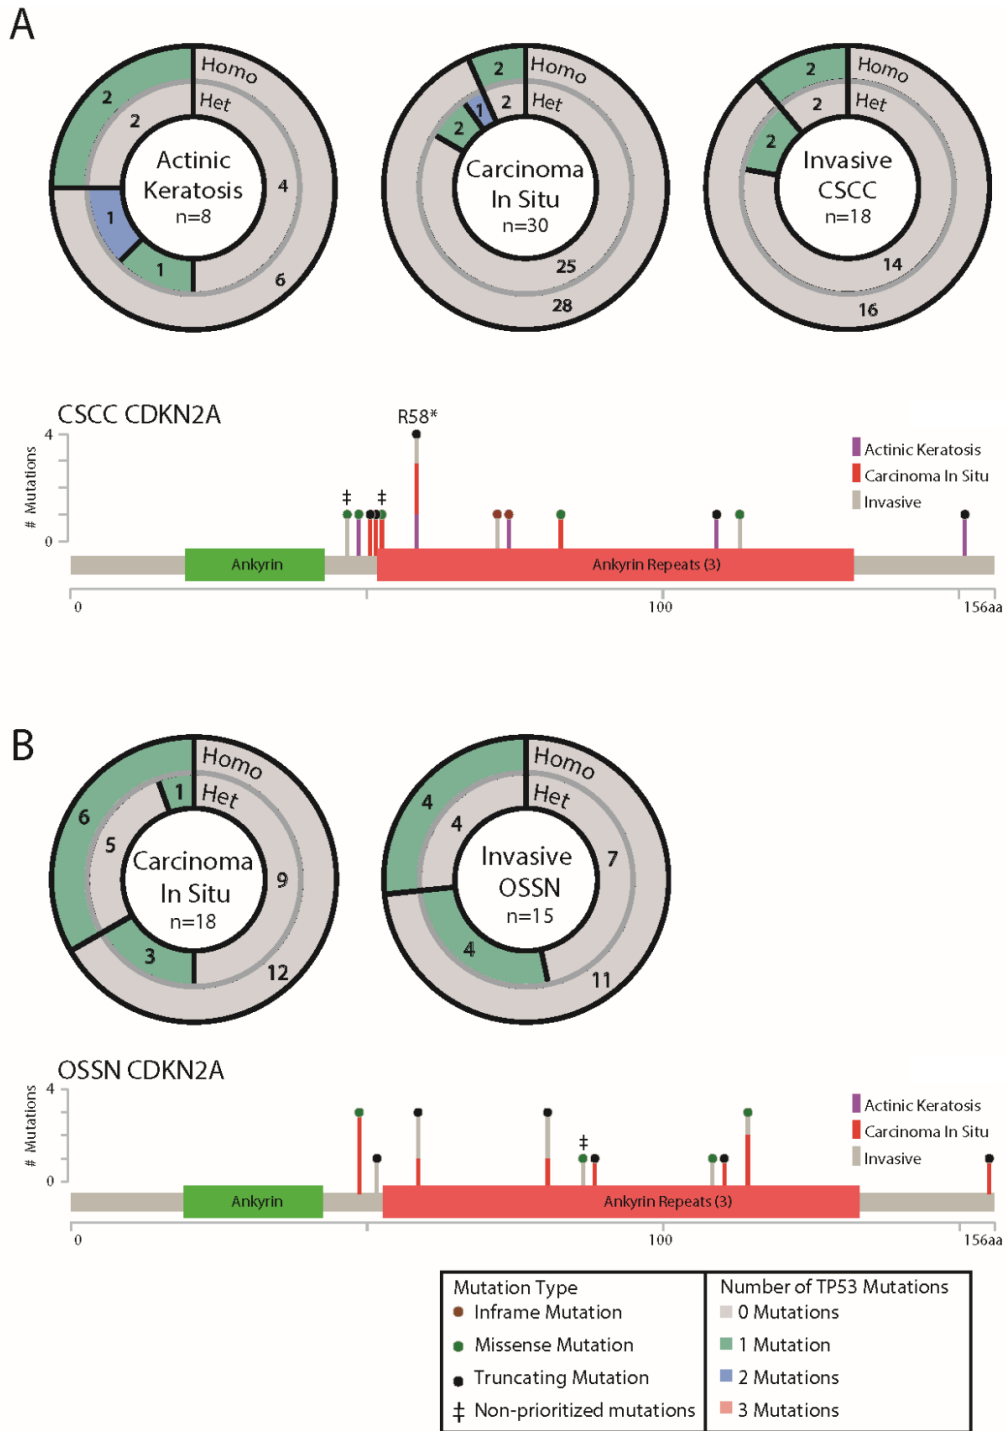 A
Homo
Het
2
2
4
1
1
6
Actinic
Keratosis
n=8
Homo
Het
2
2
1
2
25
28
Carcinoma
In Situ
n=30
Homo
Het
2
2
2
14
16
Invasive
CSCC
n=18
CSCC CDKN2A
# Mutations
4
0
R58*
‡
‡
Actinic Keratosis
Carcinoma In Situ
Invasive
Ankyrin
Ankyrin Repeats (3)
0
100
156aa
B
Homo
Het
6
1
5
9
3
12
Carcinoma
In Situ
n=18
Homo
Het
4
4
7
4
11
Invasive
OSSN
n=15
OSSN CDKN2A
# Mutations
4
0
‡
Actinic Keratosis
Carcinoma In Situ
Invasive
Ankyrin
Ankyrin Repeats (3)
0
100
156aa
Mutation Type
Inframe Mutation
Missense Mutation
Truncating Mutation
‡ Non-prioritized mutations
Number of TP53 Mutations
0 Mutations
1 Mutation
2 Mutations
3 Mutations